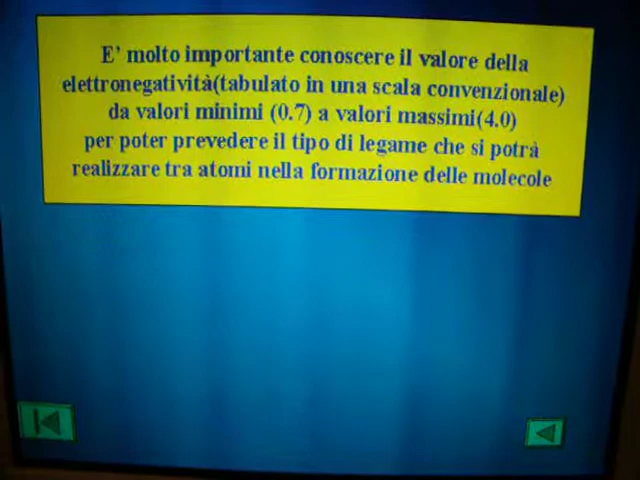 E' molto importante conoscere il valore della
elettronegatività(tabulato in una scala convenzionale)
da valori minimi (0.7) a valori massimi(4.0)
per poter prevedere il tipo di legame che si potrà
realizzare tra atomi nella formazione delle molecole